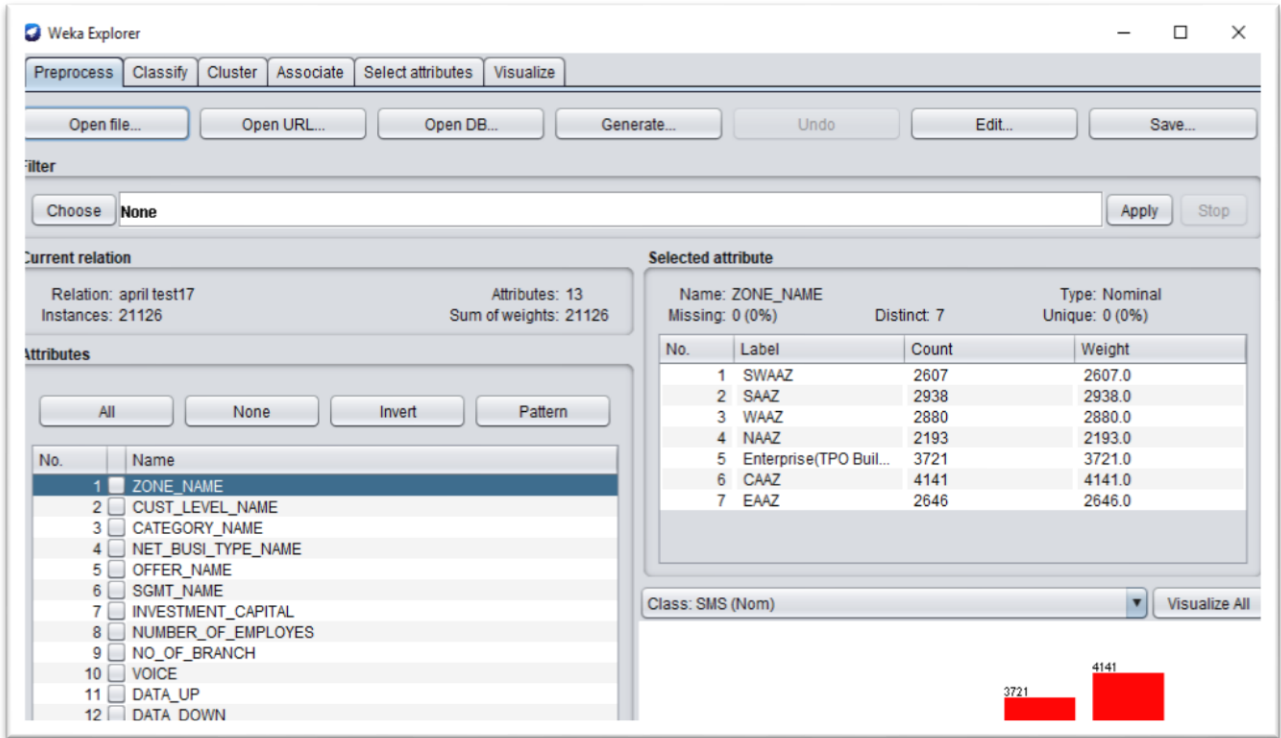 Weka Explorer
Preprocess Classify Cluster Associate Select attributes Visualize
Open file... Open URL... Open DB... Generate... Undo Edit... Save...
Filter
Choose None Apply Stop
Current relation
Relation: april test17 Attributes: 13
Instances: 21126 Sum of weights: 21126
Attributes
All None Invert Pattern
No. Name
1 ZONE_NAME
2 CUST_LEVEL_NAME
3 CATEGORY_NAME
4 NET_BUSI_TYPE_NAME
5 OFFER_NAME
6 SGMT_NAME
7 INVESTMENT_CAPITAL
8 NUMBER_OF_EMPLOYES
9 NO_OF_BRANCH
10 VOICE
11 DATA_UP
12 DATA_DOWN
Selected attribute
Name: ZONE_NAME Type: Nominal
Missing: 0 (0%) Distinct: 7 Unique: 0 (0%)
No. Label Count Weight
1 SWAAZ 2607 2607.0
2 SAAZ 2938 2938.0
3 WAAZ 2880 2880.0
4 NAAZ 2193 2193.0
5 Enterprise(TPO Buil... 3721 3721.0
6 CAAZ 4141 4141.0
7 EAAZ 2646 2646.0
Class: SMS (Nom) Visualize All
4141
3721